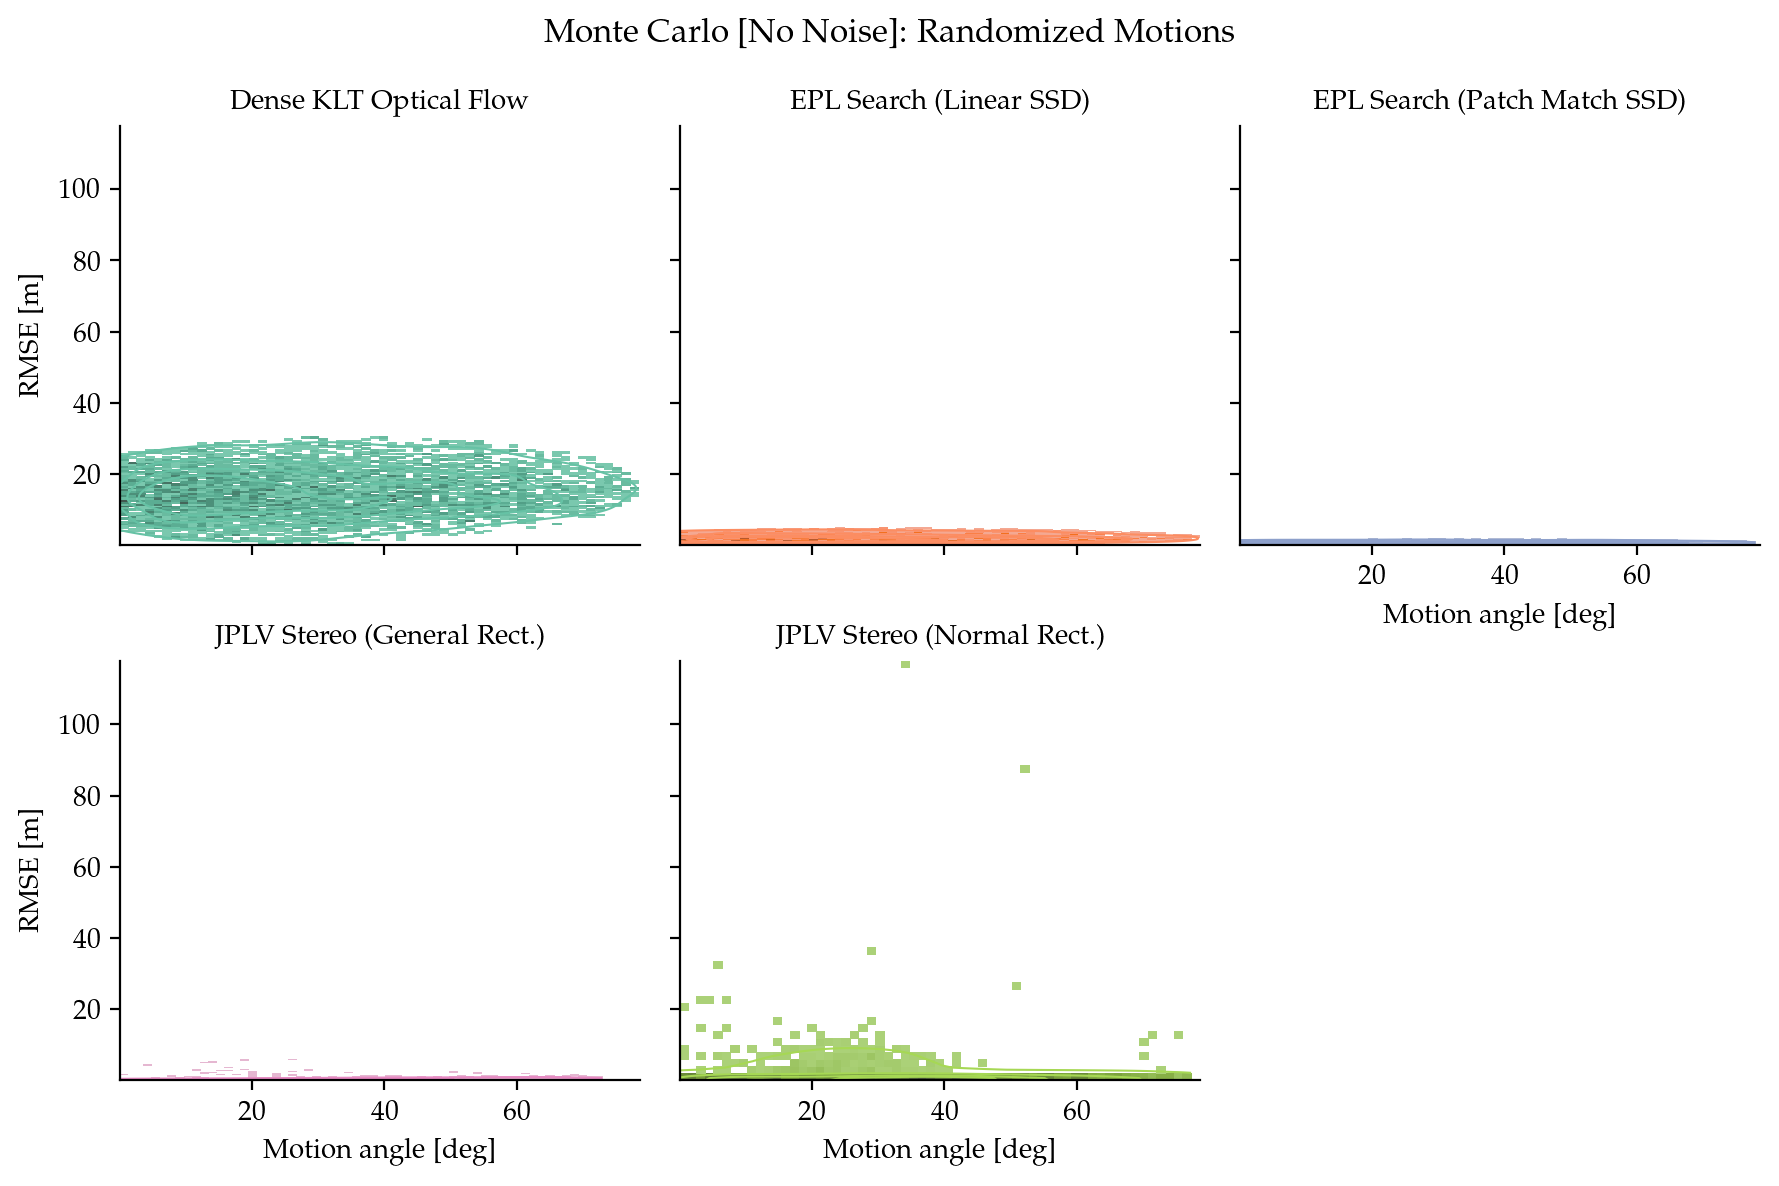 Monte Carlo [No Noise]: Randomized Motions
Dense KLT Optical Flow
EPL Search (Linear SSD)
EPL Search (Patch Match SSD)
100
80
60
40
20
RMSE [m]
20
40
60
Motion angle [deg]
JPLV Stereo (General Rect.)
JPLV Stereo (Normal Rect.)
100
80
60
40
20
RMSE [m]
20
40
60
20
40
60
Motion angle [deg]
Motion angle [deg]